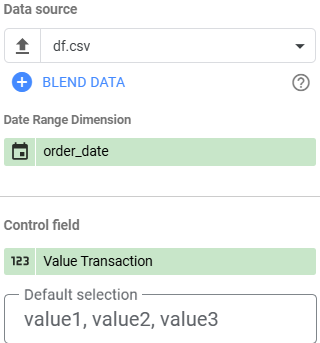 Data source
df.csv
BLEND DATA
Date Range Dimension
order_date
Control field
123 Value Transaction
Default selection
value1, value2, value3